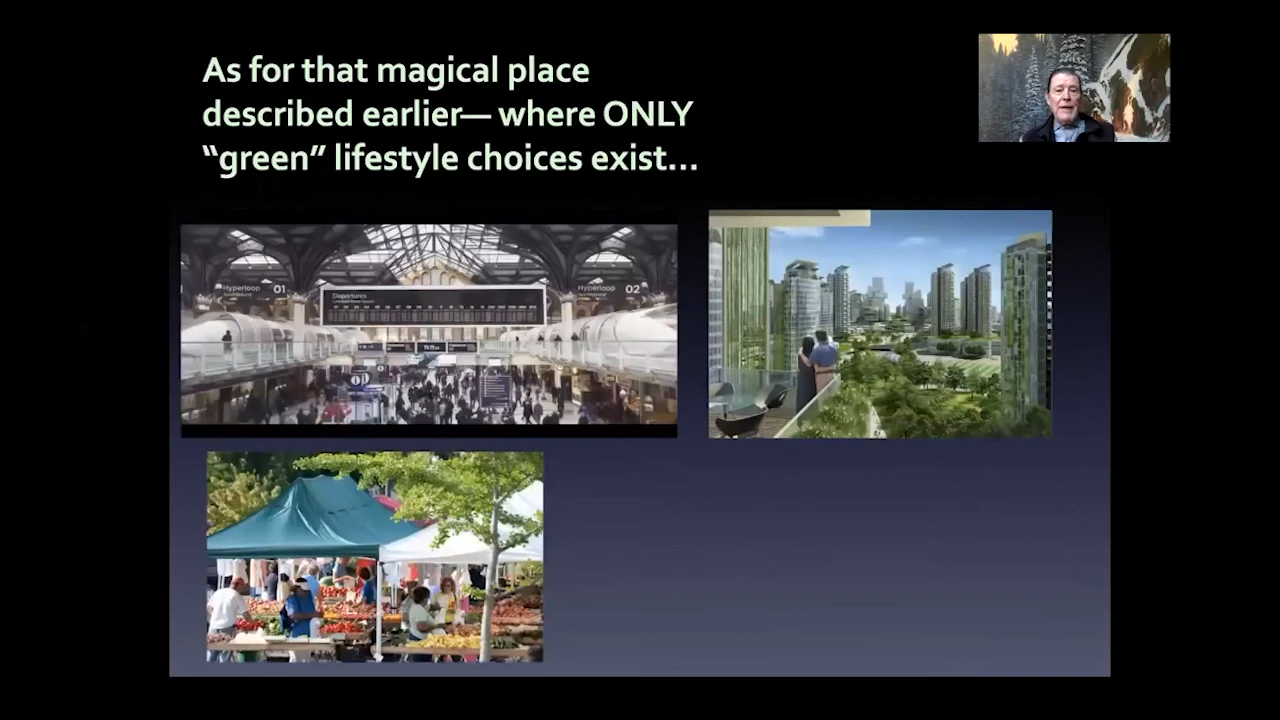 As for that magical place
described earlier— where ONLY
“green” lifestyle choices exist...
Hyperloop
01
Departures
Hyperloop
02